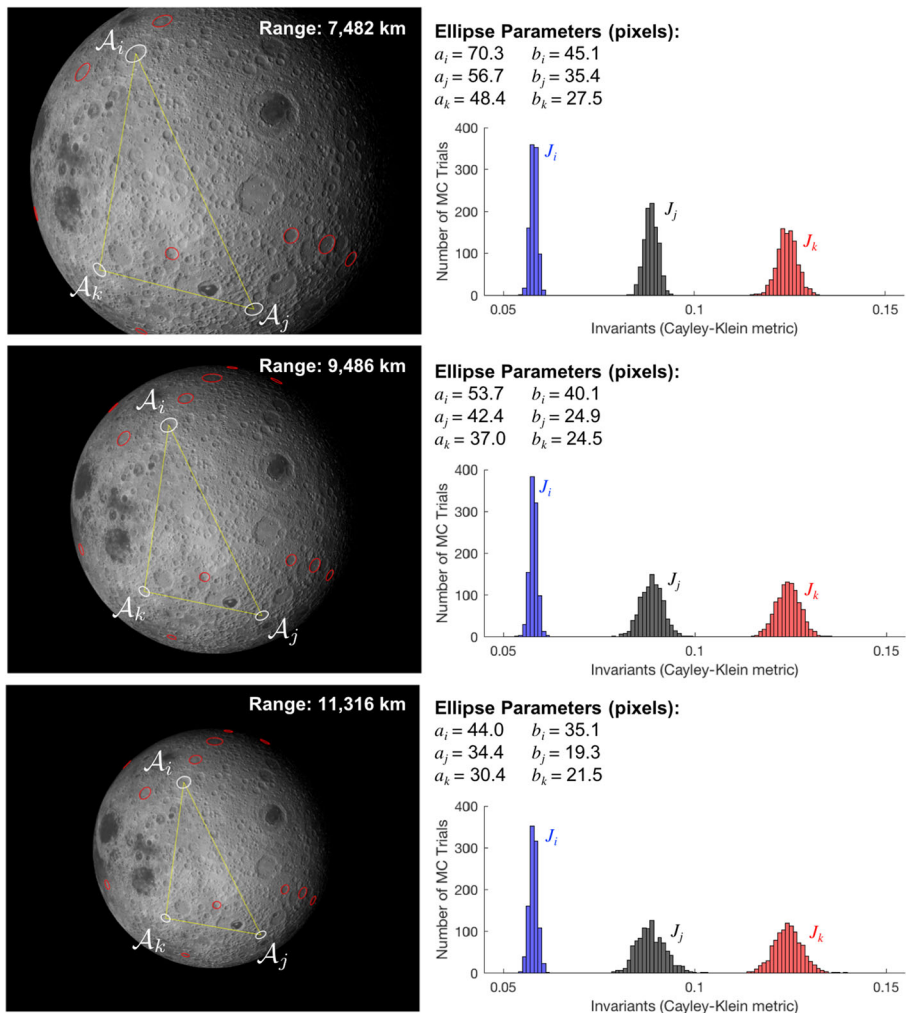 Range: 7,482 km
𝒜i
𝒜k
𝒜j
Ellipse Parameters (pixels):
ai = 70.3 bi = 45.1
aj = 56.7 bj = 35.4
ak = 48.4 bk = 27.5
400
300
200
100
0
Number of MC Trials
Ji
Jj
Jk
0.05 0.1 0.15
Invariants (Cayley-Klein metric)
Range: 9,486 km
𝒜i
𝒜k
𝒜j
Ellipse Parameters (pixels):
ai = 53.7 bi = 40.1
aj = 42.4 bj = 24.9
ak = 37.0 bk = 24.5
400
300
200
100
0
Number of MC Trials
Ji
Jj
Jk
0.05 0.1 0.15
Invariants (Cayley-Klein metric)
Range: 11,316 km
𝒜i
𝒜k
𝒜j
Ellipse Parameters (pixels):
ai = 44.0 bi = 35.1
aj = 34.4 bj = 19.3
ak = 30.4 bk = 21.5
400
300
200
100
0
Number of MC Trials
Ji
Jj
Jk
0.05 0.1 0.15
Invariants (Cayley-Klein metric)